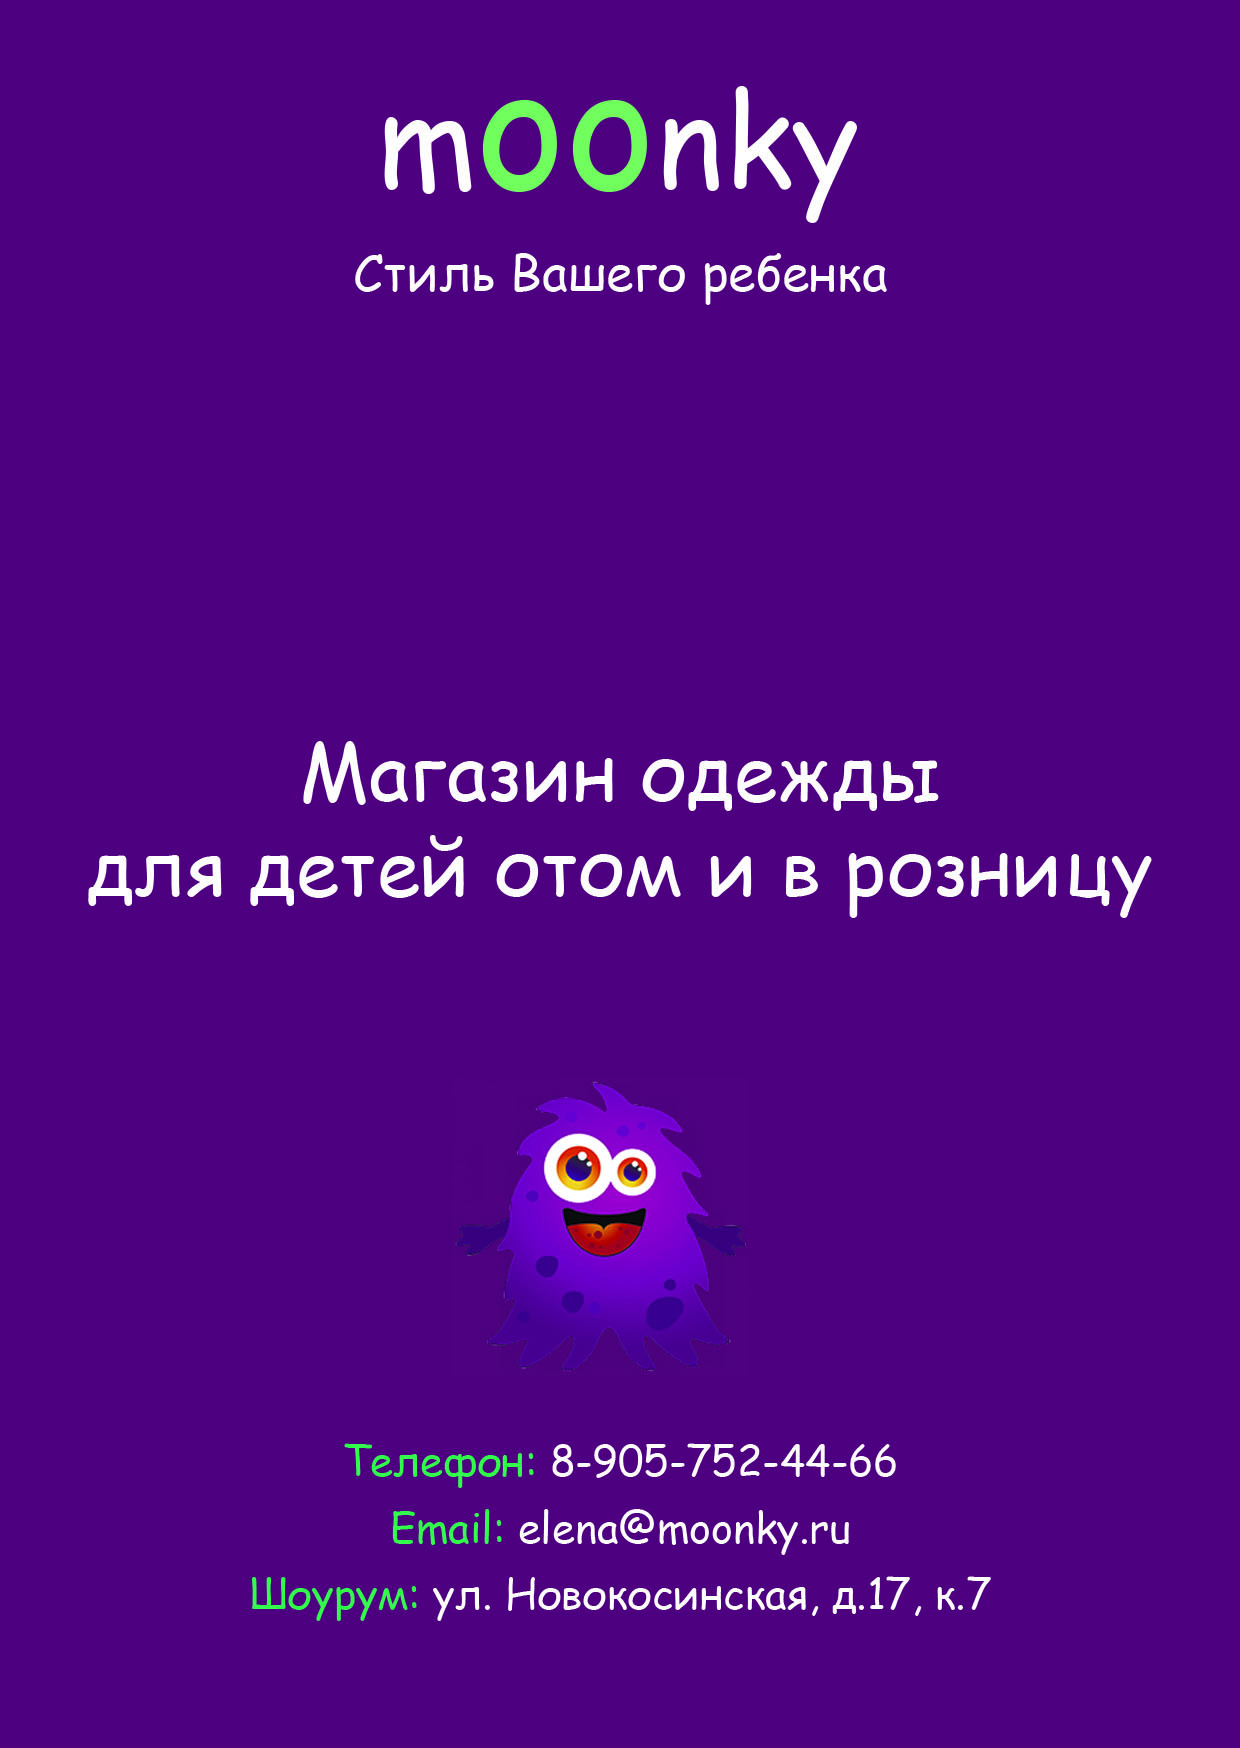 moonky
Стиль Вашего ребенка
Магазин одежды
для детей отом и в розницу
Телефон: 8-905-752-44-66
Email: elena@moonky.ru
Шоурум: ул. Новокосинская, д.17, к.7